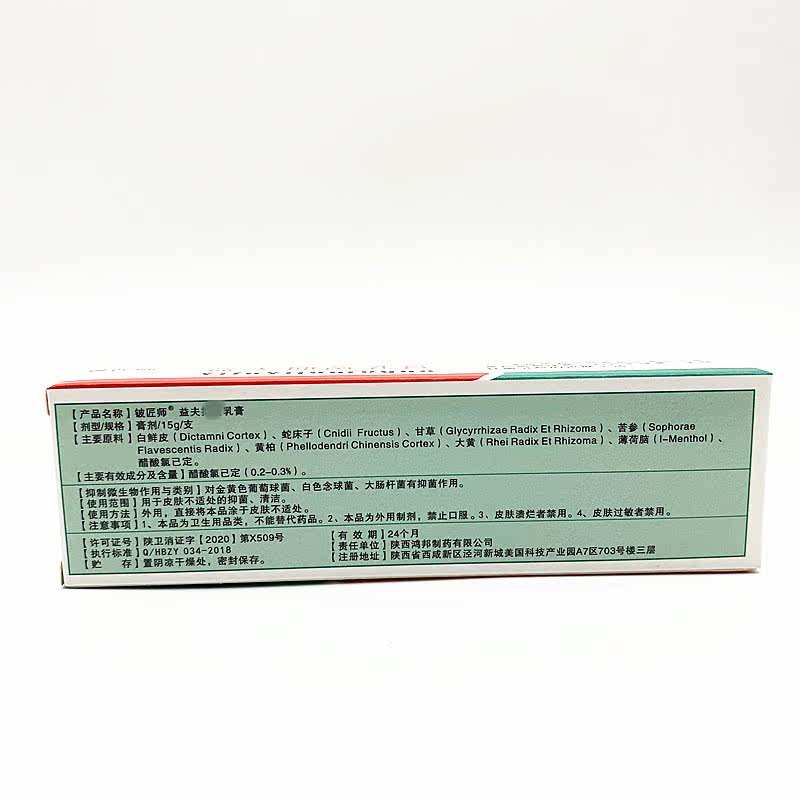 【产品名称】铍匠师® 益夫 乳膏
【剂型/规格】膏剂/15g/支
【主要原料】白鲜皮（Dictamni Cortex）、蛇床子（Cnidii Fructus）、甘草（Glycyrrhizae Radix Et Rhizoma）、苦参（Sophorae
Flavescentis Radix）、黄柏（Phellodendri Chinensis Cortex）、大黄（Rhei Radix Et Rhizoma）、薄荷脑（l-Menthol）、
醋酸氯已定。
【主要有效成分及含量】醋酸氯已定（0.2-0.3%）。
【抑制微生物作用与类别】对金黄色葡萄球菌、白色念球菌、大肠杆菌有抑菌作用。
【使用范围】用于皮肤不适处的抑菌、清洁。
【使用方法】外用，直接将本品涂于皮肤不适处。
【注意事项】1、本品为卫生用品类，不能替代药品。2、本品为外用制剂，禁止口服。3、皮肤溃烂者禁用。4、皮肤过敏者禁用。
【许可证号】陕卫消证字【2020】第X509号
【执行标准】Q/HBZY 034-2018
【贮 存】置阴凉干燥处，密封保存。
【有 效 期】24个月
【责任单位】陕西鸿邦制药有限公司
【注册地址】陕西省西咸新区泾河新城美国科技产业园A7区703号楼三层